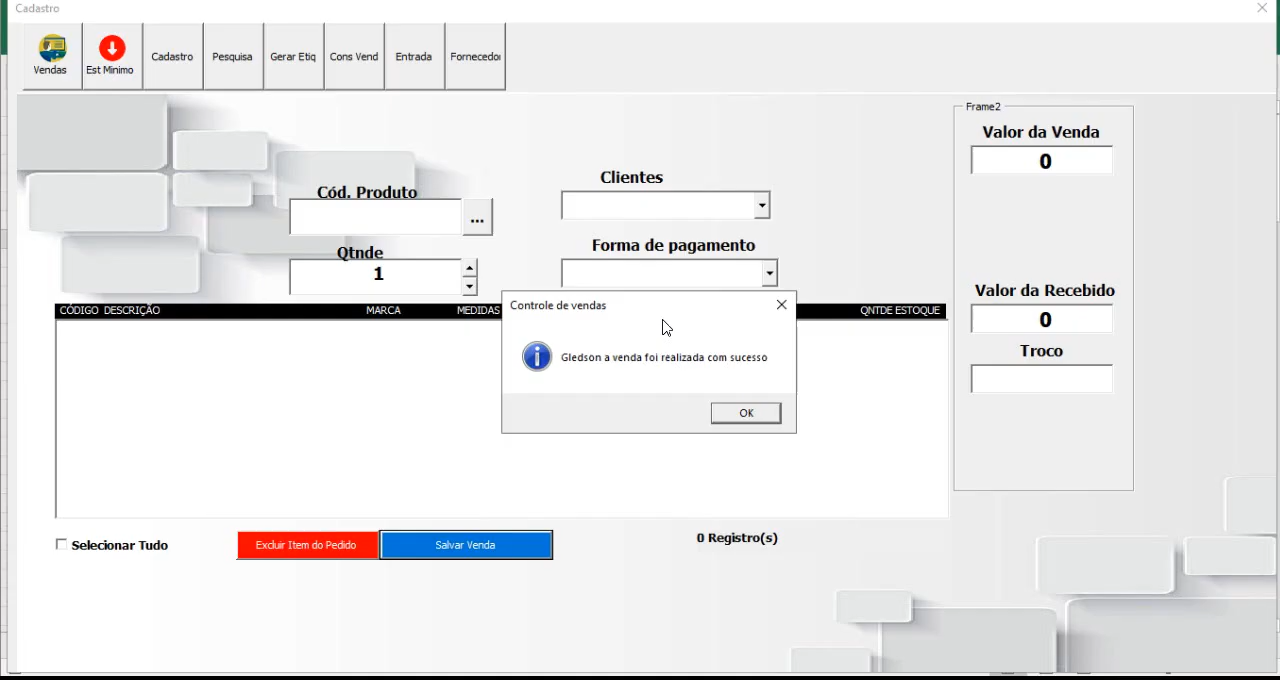 Cadastro
Vendas
Est Minimo
Cadastro
Pesquisa
Gerar Etiq
Cons Vend
Entrada
Fornecedor
Frame2
Valor da Venda
0
Clientes
Cód. Produto
...
Forma de pagamento
Qtnde
1
Valor da Recebido
0
Troco
CÓDIGO DESCRIÇÃO MARCA MEDIDAS QNTDE ESTOQUE
Controle de vendas
Gledson a venda foi realizada com sucesso
OK
Selecionar Tudo
Excluir Item do Pedido
Salvar Venda
0 Registro(s)